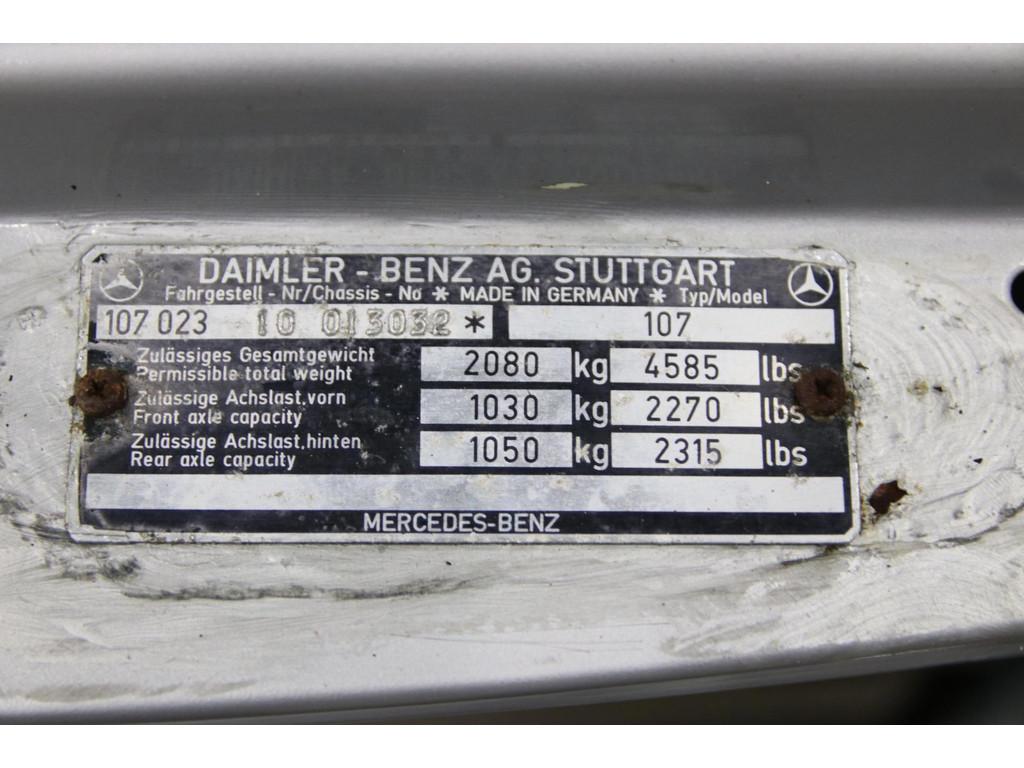 DAIMLER - BENZ AG. STUTTGART
Fahrgestell - Nr/Chassis - No * MADE IN GERMANY * Typ/Model
107 023 10 013032 * 107
Zulässiges Gesamtgewicht
Permissible total weight 2080 kg 4585 lbs
Zulässige Achslast,vorn
Front axle capacity 1030 kg 2270 lbs
Zulässige Achslast,hinten
Rear axle capacity 1050 kg 2315 lbs
MERCEDES-BENZ